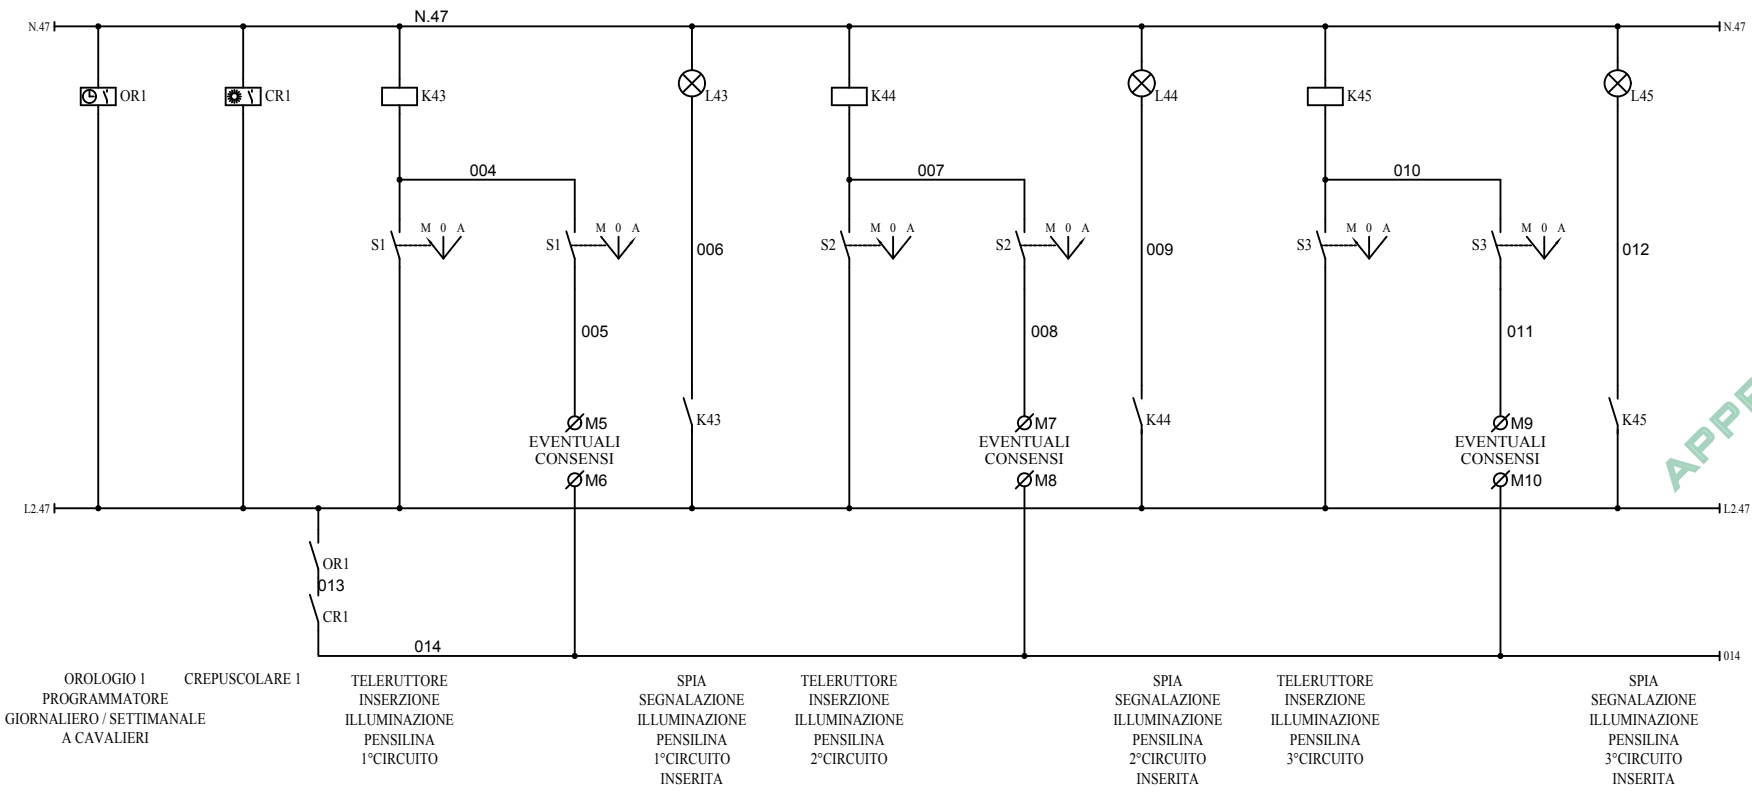 N.47
N.47
N.47
OR1
CR1
K43
L43
K44
L44
K45
L45
004
007
010
S1
M 0 A
S1
M 0 A
006
S2
M 0 A
S2
M 0 A
009
S3
M 0 A
S3
M 0 A
012
005
008
011
M5
EVENTUALI
CONSENSI
M6
K43
M7
EVENTUALI
CONSENSI
M8
K44
M9
EVENTUALI
CONSENSI
M10
K45
L2.47
L2.47
OR1
013
CR1
014
014
OROLOGIO 1
PROGRAMMATORE
GIORNALIERO / SETTIMANALE
A CAVALIERI
CREPUSCOLARE 1
TELERUTTORE
INSERZIONE
ILLUMINAZIONE
PENSILINA
1°CIRCUITO
SPIA
SEGNALAZIONE
ILLUMINAZIONE
PENSILINA
1°CIRCUITO
INSERITA
TELERUTTORE
INSERZIONE
ILLUMINAZIONE
PENSILINA
2°CIRCUITO
SPIA
SEGNALAZIONE
ILLUMINAZIONE
PENSILINA
2°CIRCUITO
INSERITA
TELERUTTORE
INSERZIONE
ILLUMINAZIONE
PENSILINA
3°CIRCUITO
SPIA
SEGNALAZIONE
ILLUMINAZIONE
PENSILINA
3°CIRCUITO
INSERITA